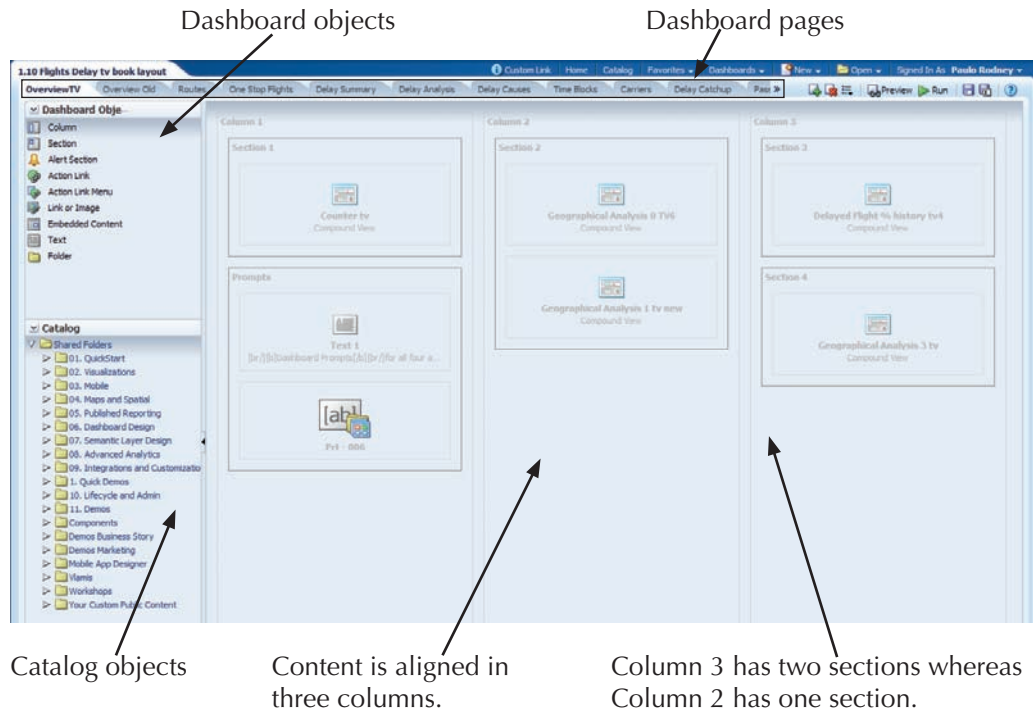 Dashboard objects
Dashboard pages
1.10 Flights Delay tv book layout
Custom Link Home Catalog Favorites Dashboards New Open Signed In As Paulo Rodney
OverviewTV Overview Old Routes One Stop Flights Delay Summary Delay Analysis Delay Causes Time Blocks Carriers Delay Catchup Pass » Preview Run
Dashboard Obje
Column
Section
Alert Section
Action Link
Action Link Menu
Link or Image
Embedded Content
Text
Folder
Catalog
Shared Folders
01. QuickStart
02. Visualizations
03. Mobile
04. Maps and Spatial
05. Published Reporting
06. Dashboard Design
07. Semantic Layer Design
08. Advanced Analytics
09. Integrations and Customizatio
1. Quick Demos
10. Lifecycle and Admin
11. Demos
Components
Demos Business Story
Demos Marketing
Mobile App Designer
Vlamis
Workshops
Your Custom Public Content
Column 1
Section 1
Counter tv
Compound View
Prompts
Text 1
Dashboard Prompts for all four a...
[ab]
Column 2
Section 2
Geographical Analysis 0 TV6
Compound View
Geographical Analysis 1 tv new
Compound View
Column 3
Section 3
Delayed Flight % history tv4
Compound View
Section 4
Geographical Analysis 3 tv
Compound View
Catalog objects
Content is aligned in
three columns.
Column 3 has two sections whereas
Column 2 has one section.